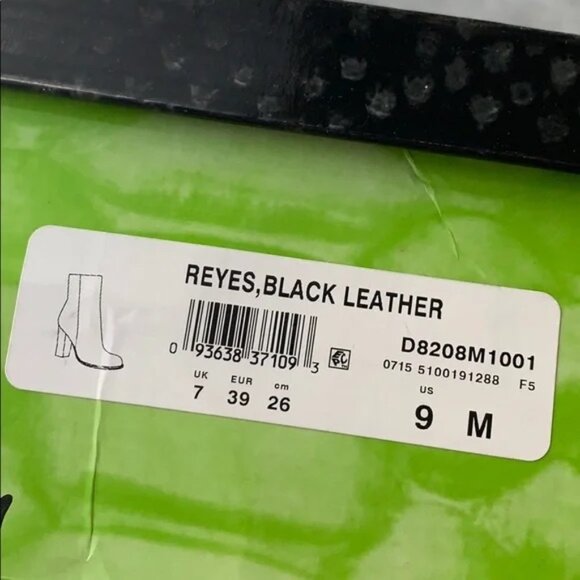 REYES,BLACK LEATHER
0 93638 37109 3
D8208M1001
0715 5100191288 F5
UK EUR cm
7 39 26
US
9 M